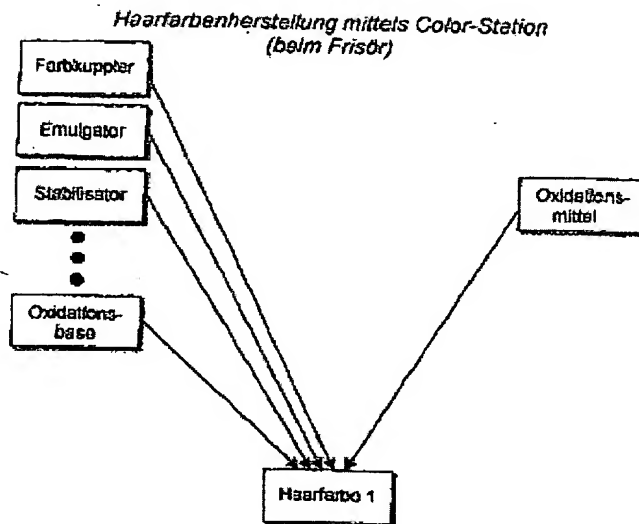 Haarfarbenherstellung mittels Color-Station
(beim Frisör)
Farbkuppler
Emulgator
Stabilisator
Oxidations-
base
Oxidations-
mittel
Haarfarbe 1